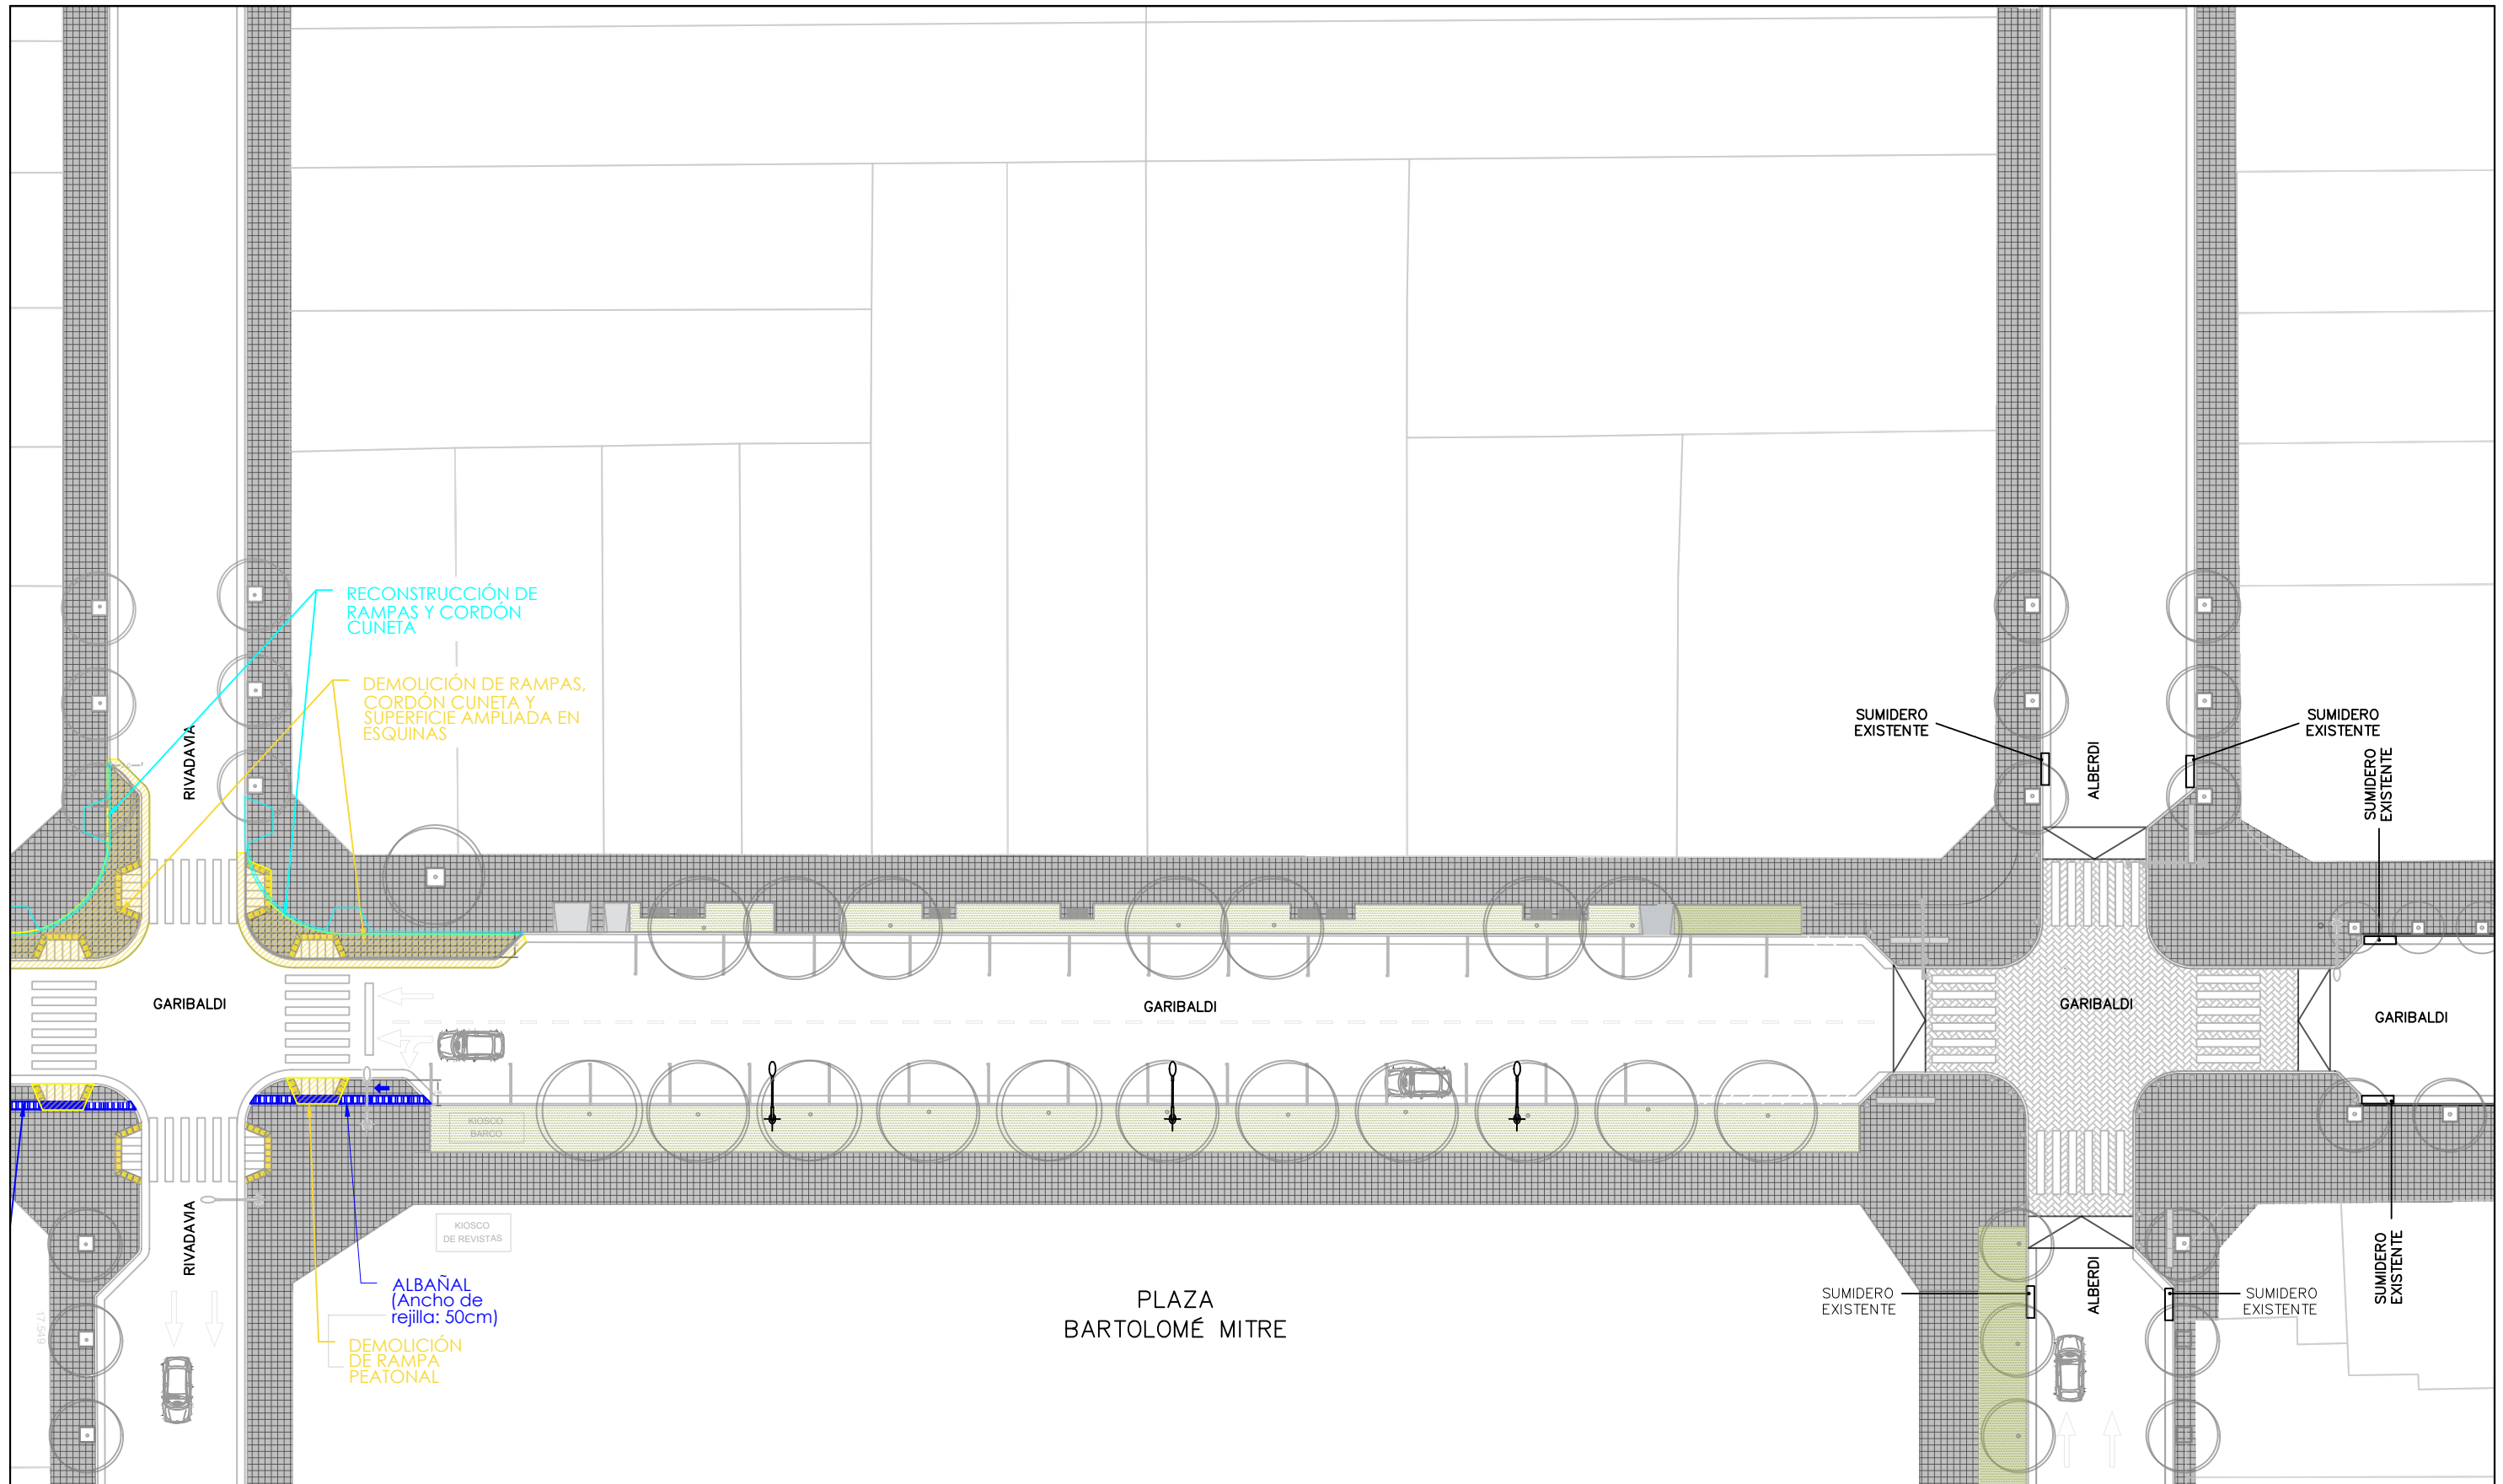 RECONSTRUCCIÓN DE
RAMPAS Y CORDÓN
CUNETA
DEMOLICIÓN DE RAMPAS,
CORDÓN CUNETA Y
SUPERFICIE AMPLIADA EN
ESQUINAS
RIVADAVIA
SUMIDERO
EXISTENTE
ALBERDI
SUMIDERO
EXISTENTE
SUMIDERO
EXISTENTE
GARIBALDI
GARIBALDI
GARIBALDI
GARIBALDI
KIOSCO
BARCO
RIVADAVIA
KIOSCO
DE REVISTAS
ALBAÑAL
(Ancho de
rejilla: 50cm)
DEMOLICIÓN
DE RAMPA
PEATONAL
17.549
PLAZA
BARTOLOMÉ MITRE
SUMIDERO
EXISTENTE
ALBERDI
SUMIDERO
EXISTENTE
SUMIDERO
EXISTENTE